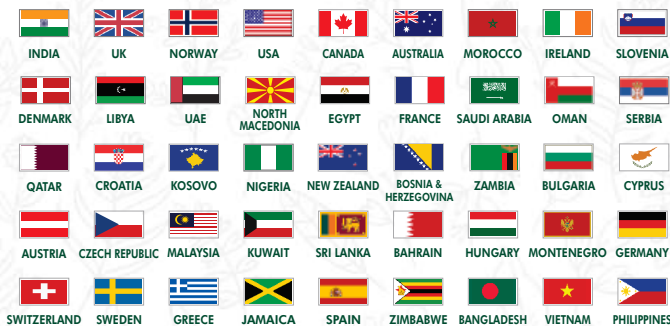 INDIA UK NORWAY USA CANADA AUSTRALIA MOROCCO IRELAND SLOVENIA
DENMARK LIBYA UAE NORTH MACEDONIA EGYPT FRANCE SAUDI ARABIA OMAN SERBIA
QATAR CROATIA KOSOVO NIGERIA NEW ZEALAND BOSNIA & HERZEGOVINA ZAMBIA BULGARIA CYPRUS
AUSTRIA CZECH REPUBLIC MALAYSIA KUWAIT SRI LANKA BAHRAIN HUNGARY MONTENEGRO GERMANY
SWITZERLAND SWEDEN GREECE JAMAICA SPAIN ZIMBABWE BANGLADESH VIETNAM PHILIPPINES